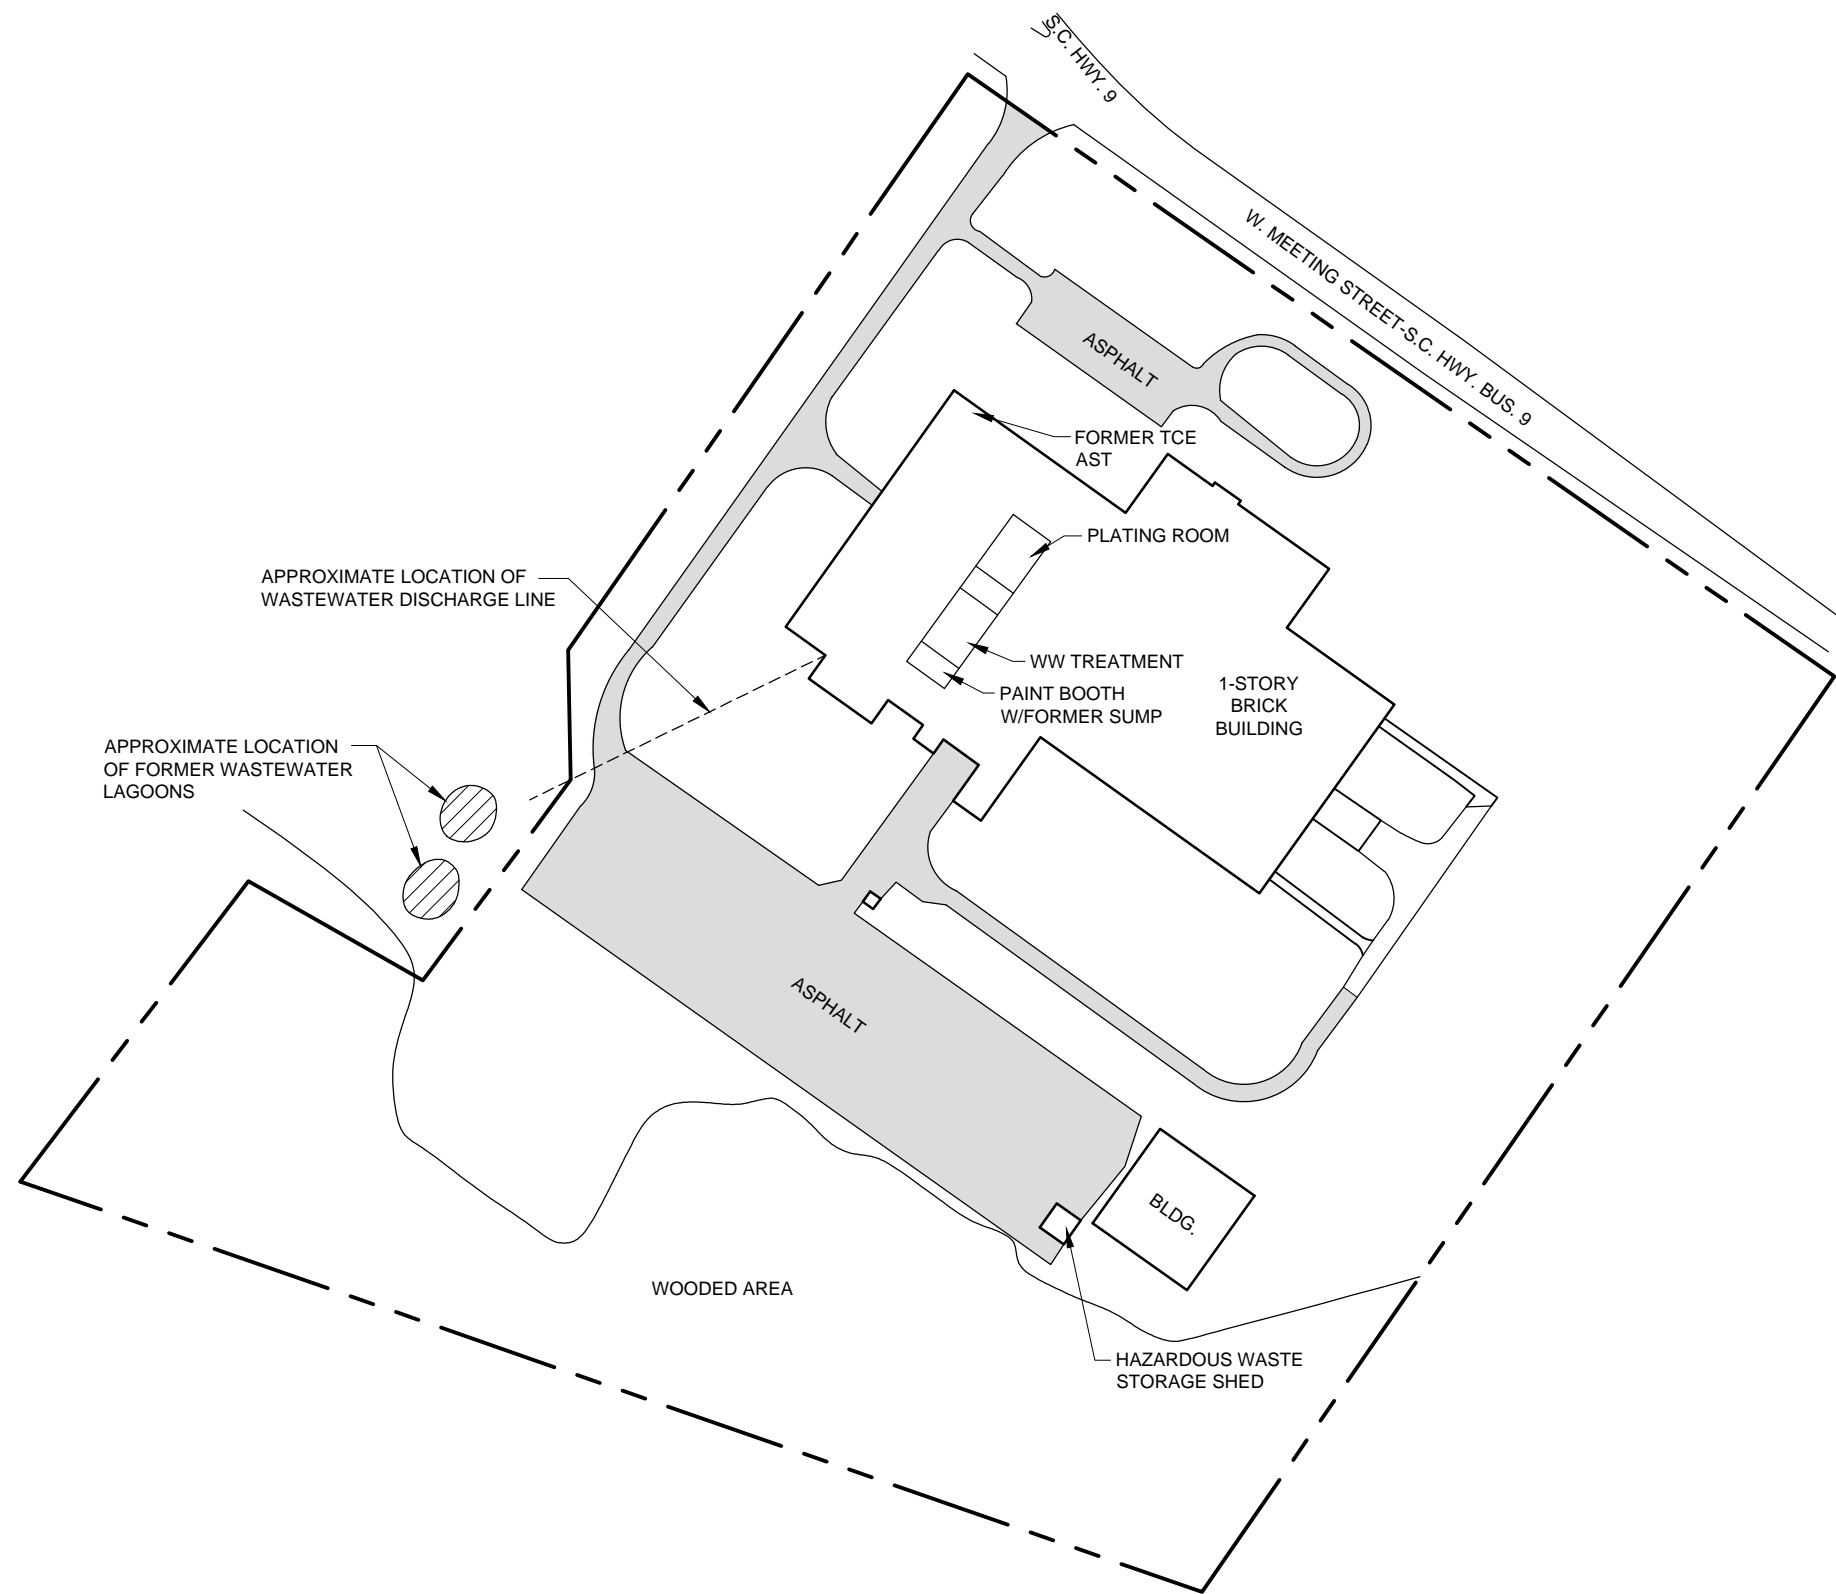 S.C. HWY. 9
W. MEETING STREET-S.C. HWY. BUS. 9
ASPHALT
FORMER TCE
AST
PLATING ROOM
APPROXIMATE LOCATION OF
WASTEWATER DISCHARGE LINE
WW TREATMENT
PAINT BOOTH
W/FORMER SUMP
1-STORY
BRICK
BUILDING
APPROXIMATE LOCATION
OF FORMER WASTEWATER
LAGOONS
ASPHALT
BLDG.
WOODED AREA
HAZARDOUS WASTE
STORAGE SHED